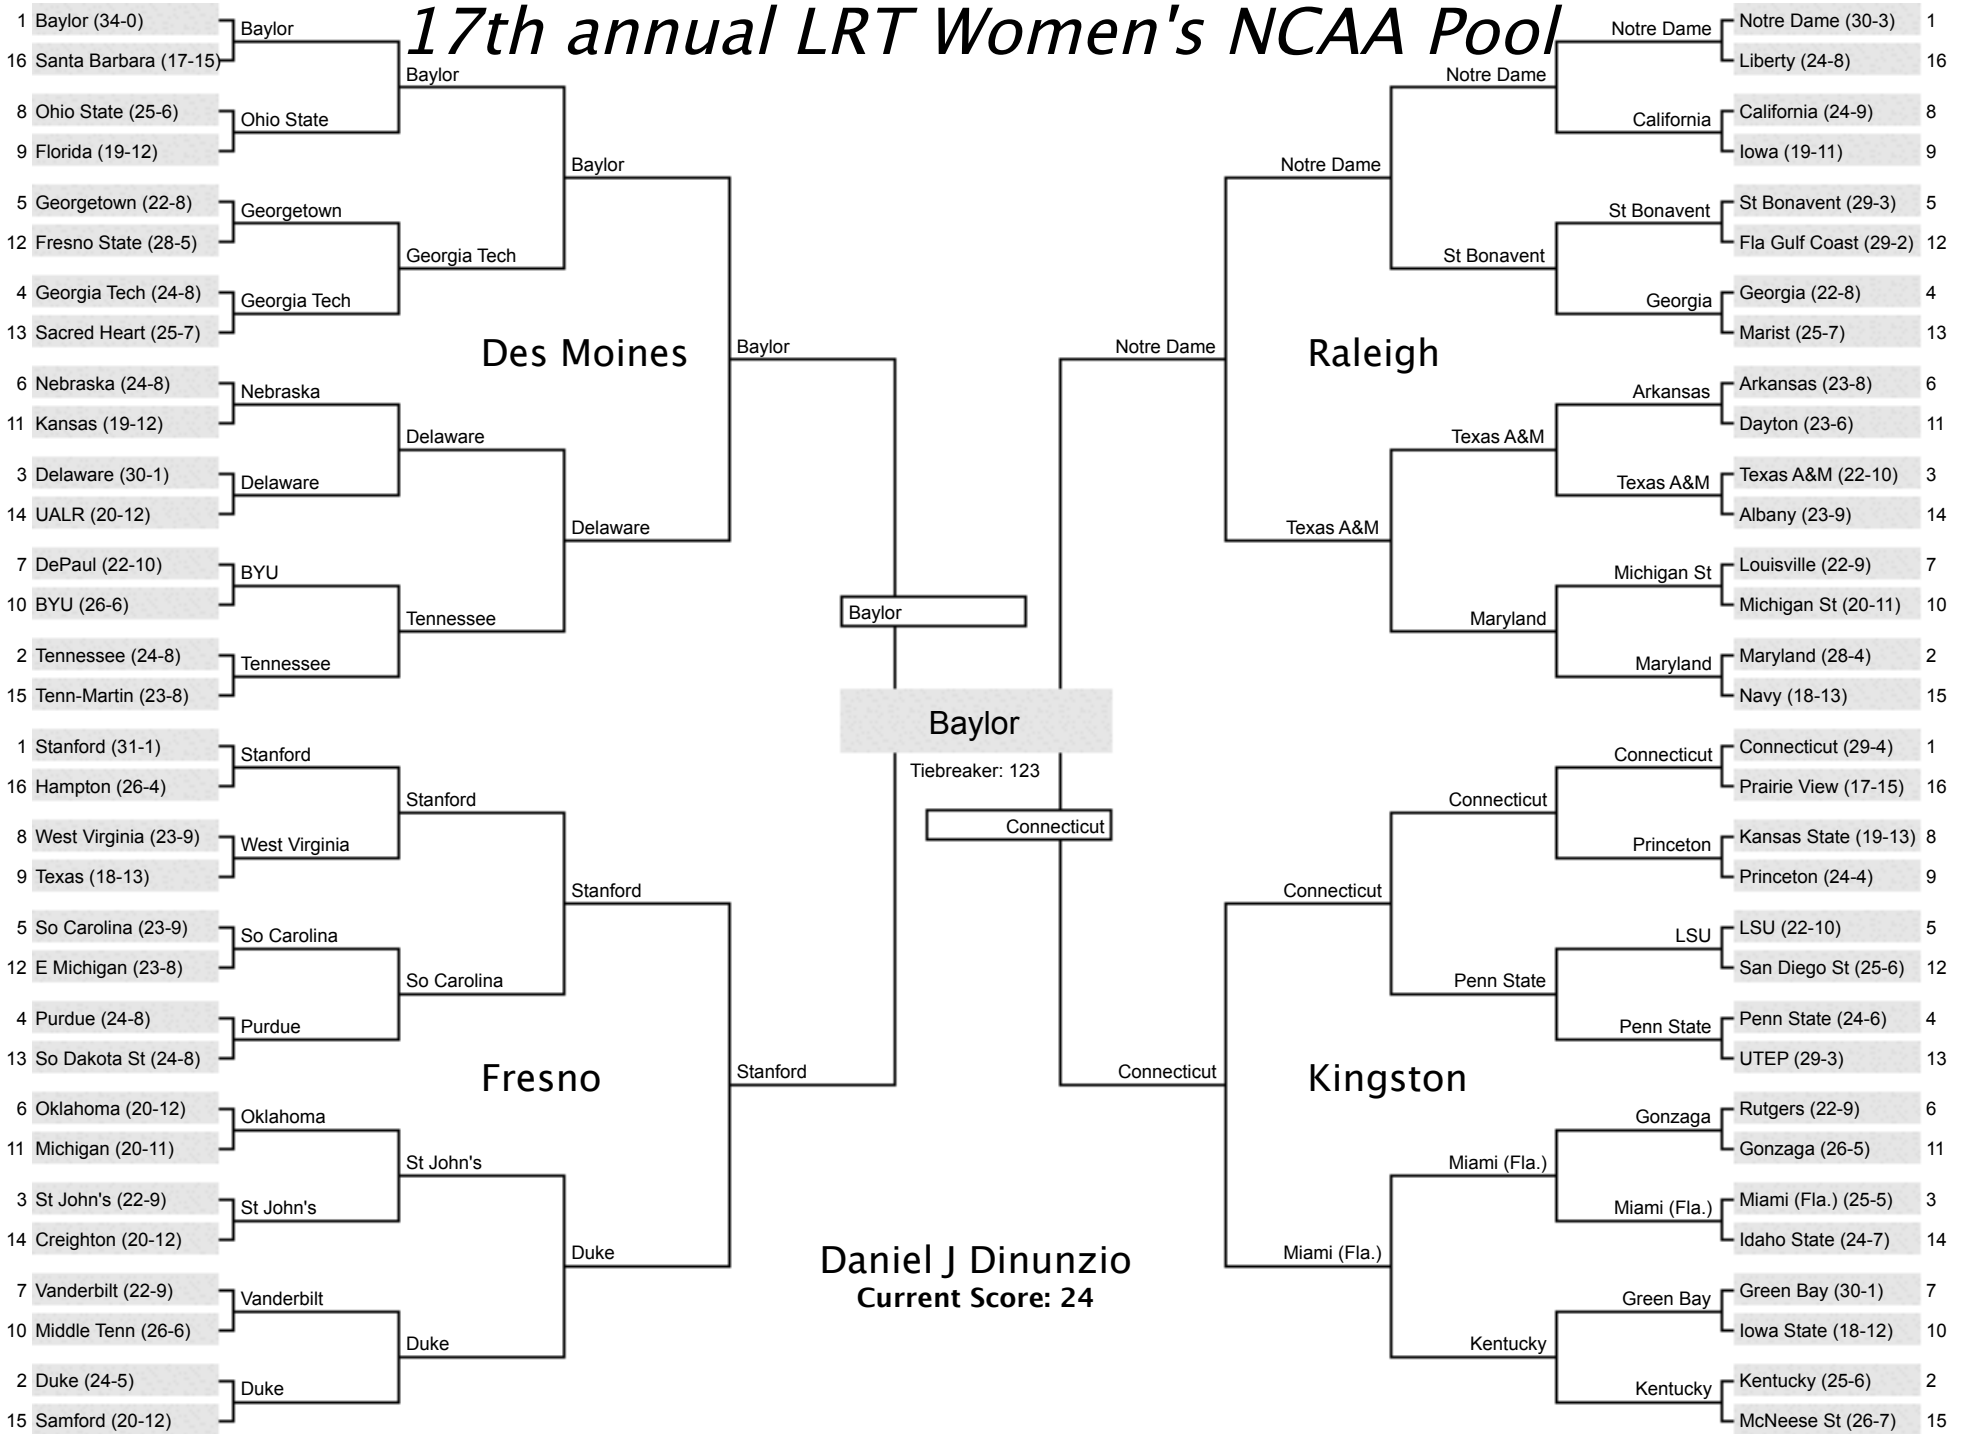 17th annual LRT Women's NCAA Pool
1 Baylor (34-0)
16 Santa Barbara (17-15)
8 Ohio State (25-6)
9 Florida (19-12)
5 Georgetown (22-8)
12 Fresno State (28-5)
4 Georgia Tech (24-8)
13 Sacred Heart (25-7)
6 Nebraska (24-8)
11 Kansas (19-12)
3 Delaware (30-1)
14 UALR (20-12)
7 DePaul (22-10)
10 BYU (26-6)
2 Tennessee (24-8)
15 Tenn-Martin (23-8)
Baylor
Ohio State
Georgetown
Georgia Tech
Nebraska
Delaware
BYU
Tennessee
Baylor
Georgia Tech
Delaware
Tennessee
Baylor
Delaware
Des Moines
Baylor
1 Stanford (31-1)
16 Hampton (26-4)
8 West Virginia (23-9)
9 Texas (18-13)
5 So Carolina (23-9)
12 E Michigan (23-8)
4 Purdue (24-8)
13 So Dakota St (24-8)
6 Oklahoma (20-12)
11 Michigan (20-11)
3 St John's (22-9)
14 Creighton (20-12)
7 Vanderbilt (22-9)
10 Middle Tenn (26-6)
2 Duke (24-5)
15 Samford (20-12)
Stanford
West Virginia
So Carolina
Purdue
Oklahoma
St John's
Vanderbilt
Duke
Stanford
So Carolina
St John's
Duke
Stanford
Duke
Fresno
Stanford
Baylor
Baylor
Tiebreaker: 123
Connecticut
Daniel J Dinunzio
Current Score: 24
Notre Dame
Raleigh
Notre Dame
Texas A&M
Notre Dame
St Bonavent
Texas A&M
Maryland
Notre Dame
California
St Bonavent
Georgia
Arkansas
Texas A&M
Michigan St
Maryland
Notre Dame (30-3) 1
Liberty (24-8) 16
California (24-9) 8
Iowa (19-11) 9
St Bonavent (29-3) 5
Fla Gulf Coast (29-2) 12
Georgia (22-8) 4
Marist (25-7) 13
Arkansas (23-8) 6
Dayton (23-6) 11
Texas A&M (22-10) 3
Albany (23-9) 14
Louisville (22-9) 7
Michigan St (20-11) 10
Maryland (28-4) 2
Navy (18-13) 15
Connecticut
Kingston
Connecticut
Miami (Fla.)
Connecticut
Penn State
Miami (Fla.)
Kentucky
Connecticut
Princeton
LSU
Penn State
Gonzaga
Miami (Fla.)
Green Bay
Kentucky
Connecticut (29-4) 1
Prairie View (17-15) 16
Kansas State (19-13) 8
Princeton (24-4) 9
LSU (22-10) 5
San Diego St (25-6) 12
Penn State (24-6) 4
UTEP (29-3) 13
Rutgers (22-9) 6
Gonzaga (26-5) 11
Miami (Fla.) (25-5) 3
Idaho State (24-7) 14
Green Bay (30-1) 7
Iowa State (18-12) 10
Kentucky (25-6) 2
McNeese St (26-7) 15